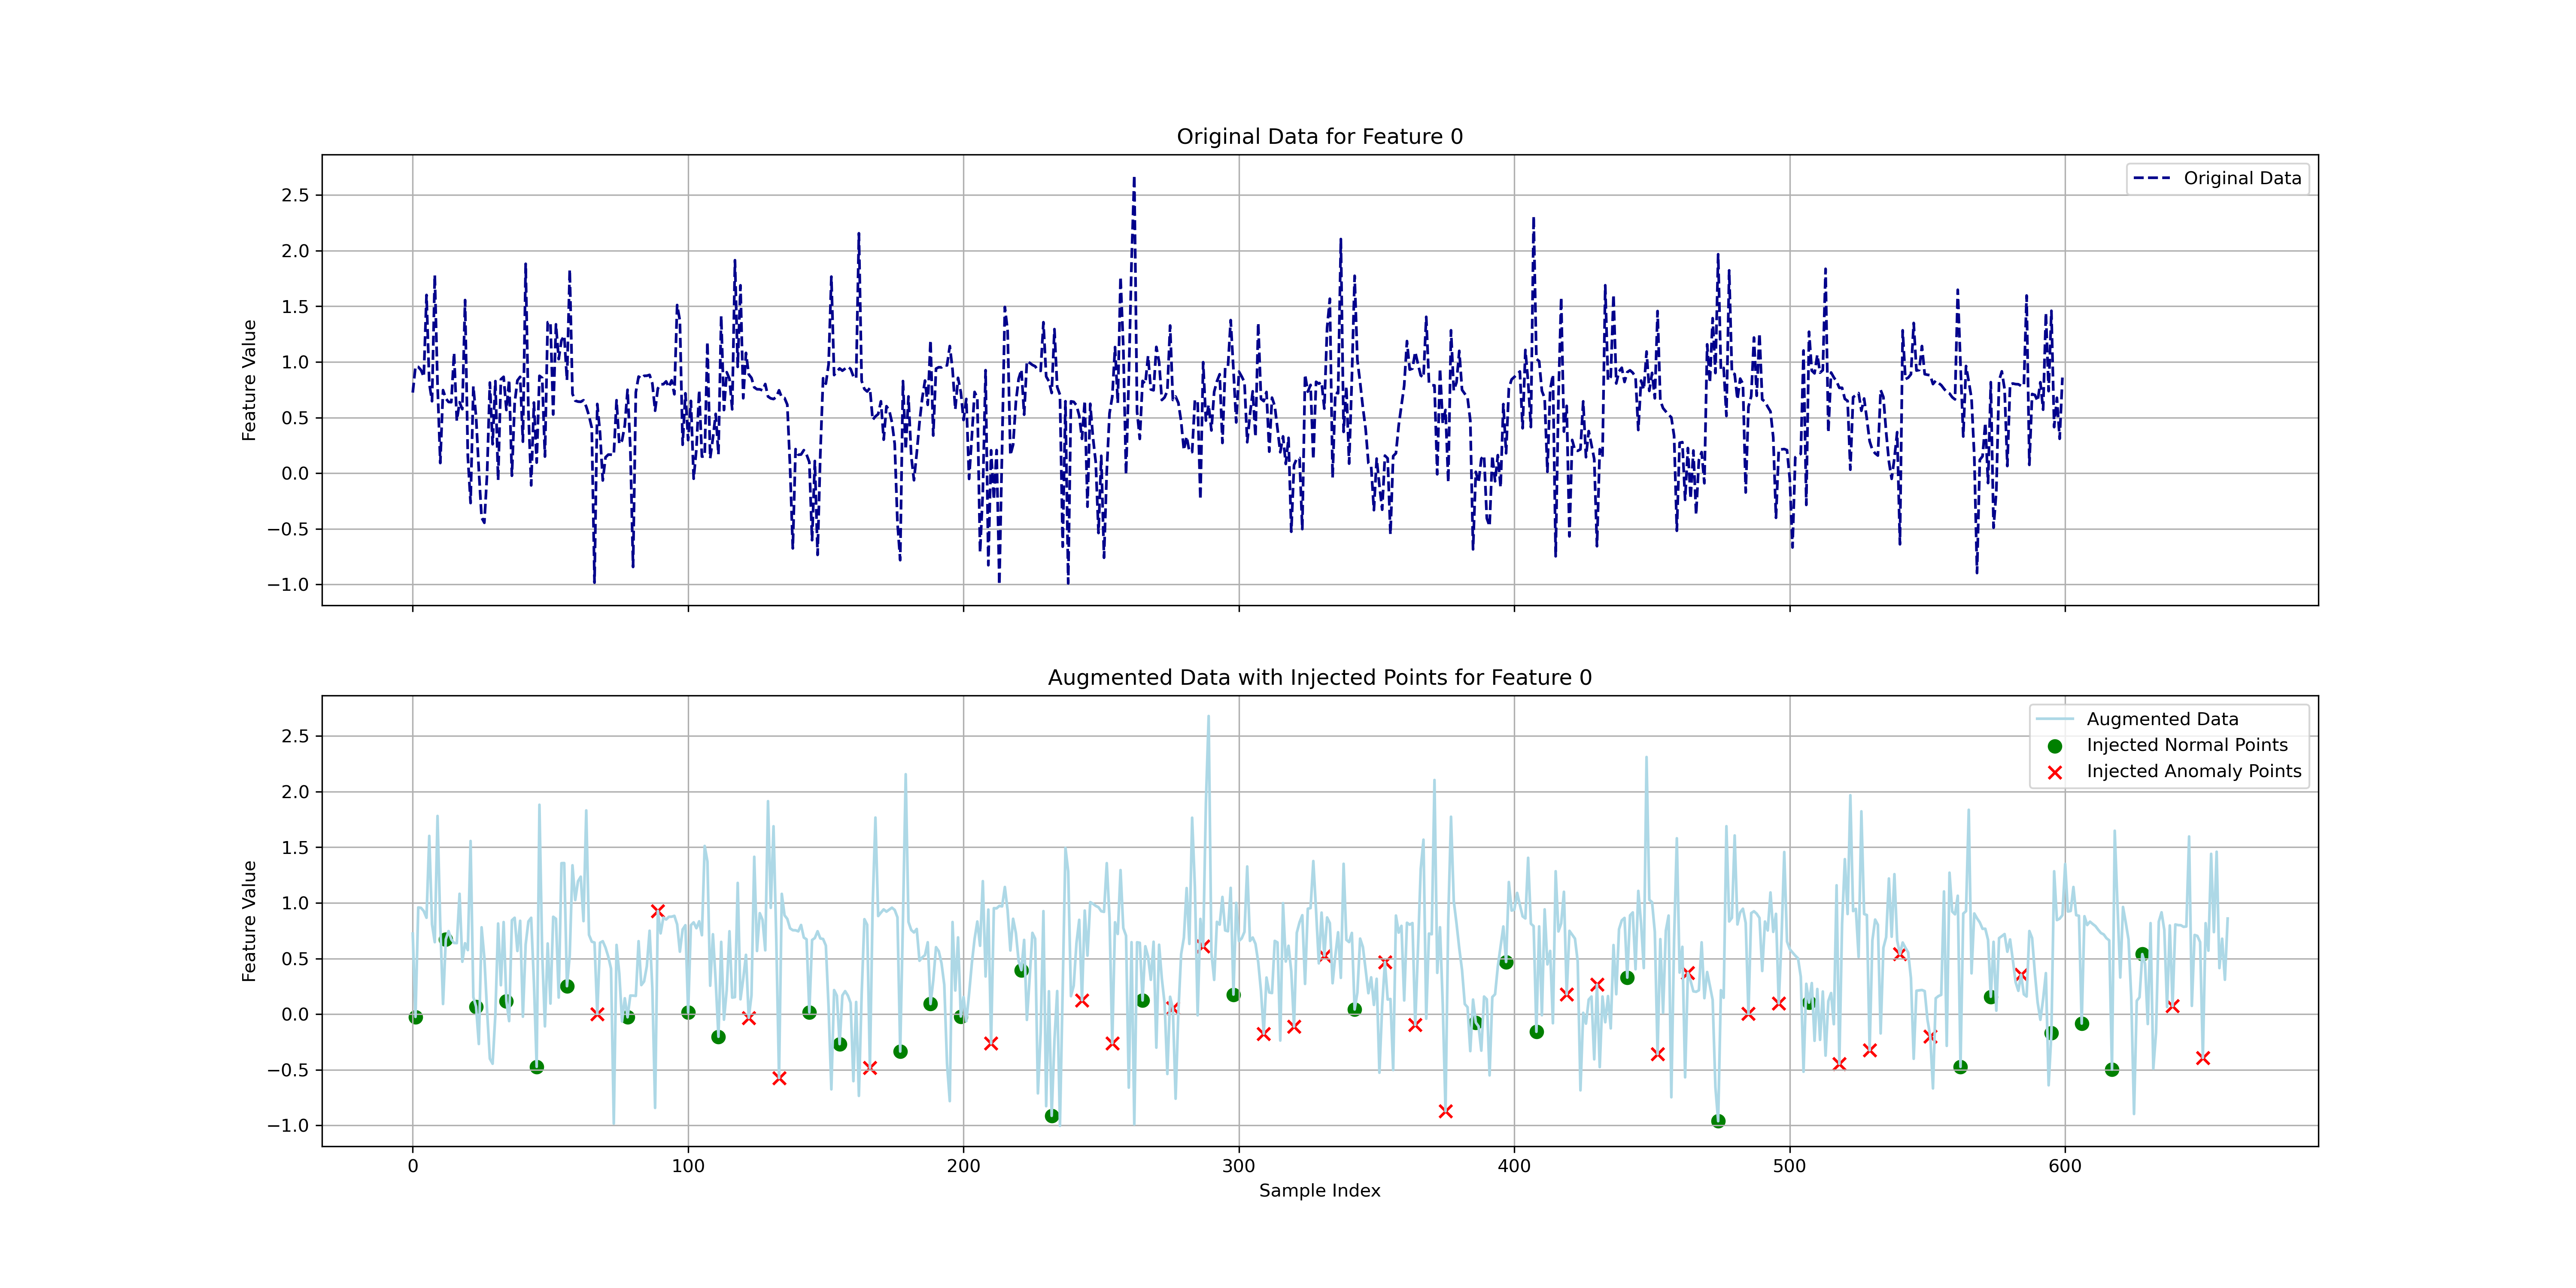 Original Data for Feature 0
Original Data
2.5
2.0
1.5
1.0
0.5
0.0
−0.5
−1.0
Feature Value
Augmented Data with Injected Points for Feature 0
Augmented Data
Injected Normal Points
Injected Anomaly Points
2.5
2.0
1.5
1.0
0.5
0.0
−0.5
−1.0
Feature Value
0 100 200 300 400 500 600
Sample Index